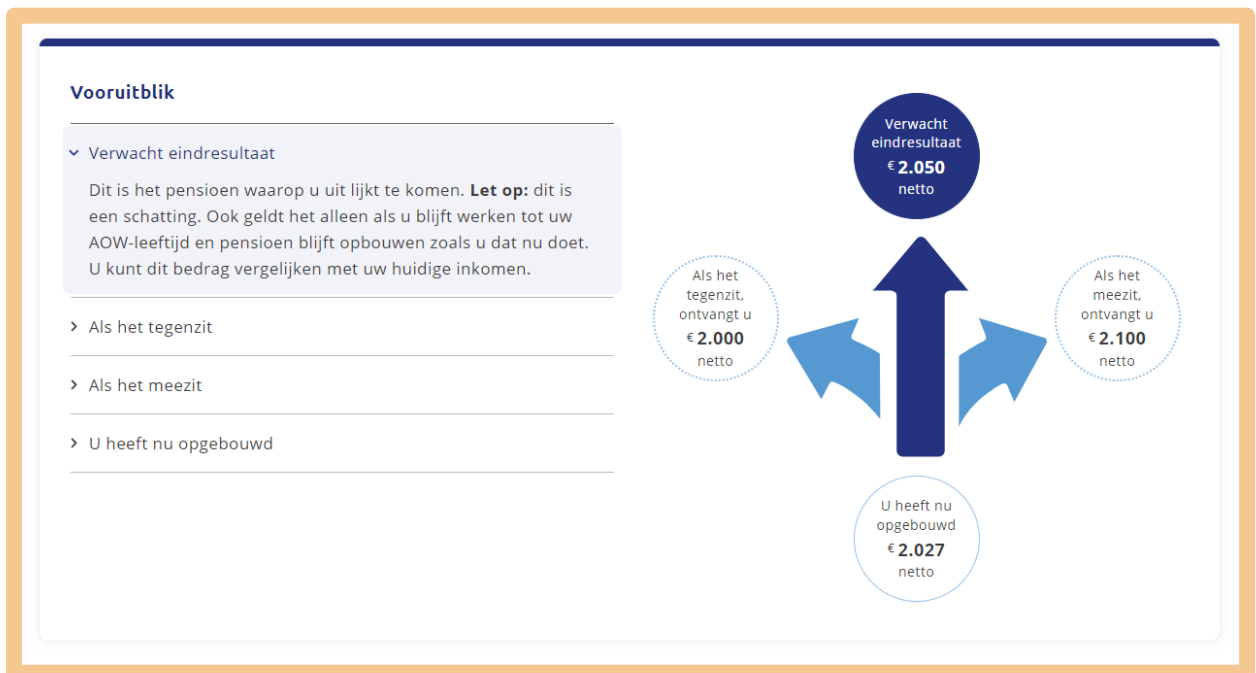 Vooruitblik
Verwacht eindresultaat
Dit is het pensioen waarop u uit lijkt te komen. Let op: dit is
een schatting. Ook geldt het alleen als u blijft werken tot uw
AOW-leeftijd en pensioen blijft opbouwen zoals u dat nu doet.
U kunt dit bedrag vergelijken met uw huidige inkomen.
Als het tegenzit
Als het meezit
U heeft nu opgebouwd
Verwacht
eindresultaat
€ 2.050
netto
Als het
tegenzit,
ontvangt u
€ 2.000
netto
Als het
meezit,
ontvangt u
€ 2.100
netto
U heeft nu
opgebouwd
€ 2.027
netto